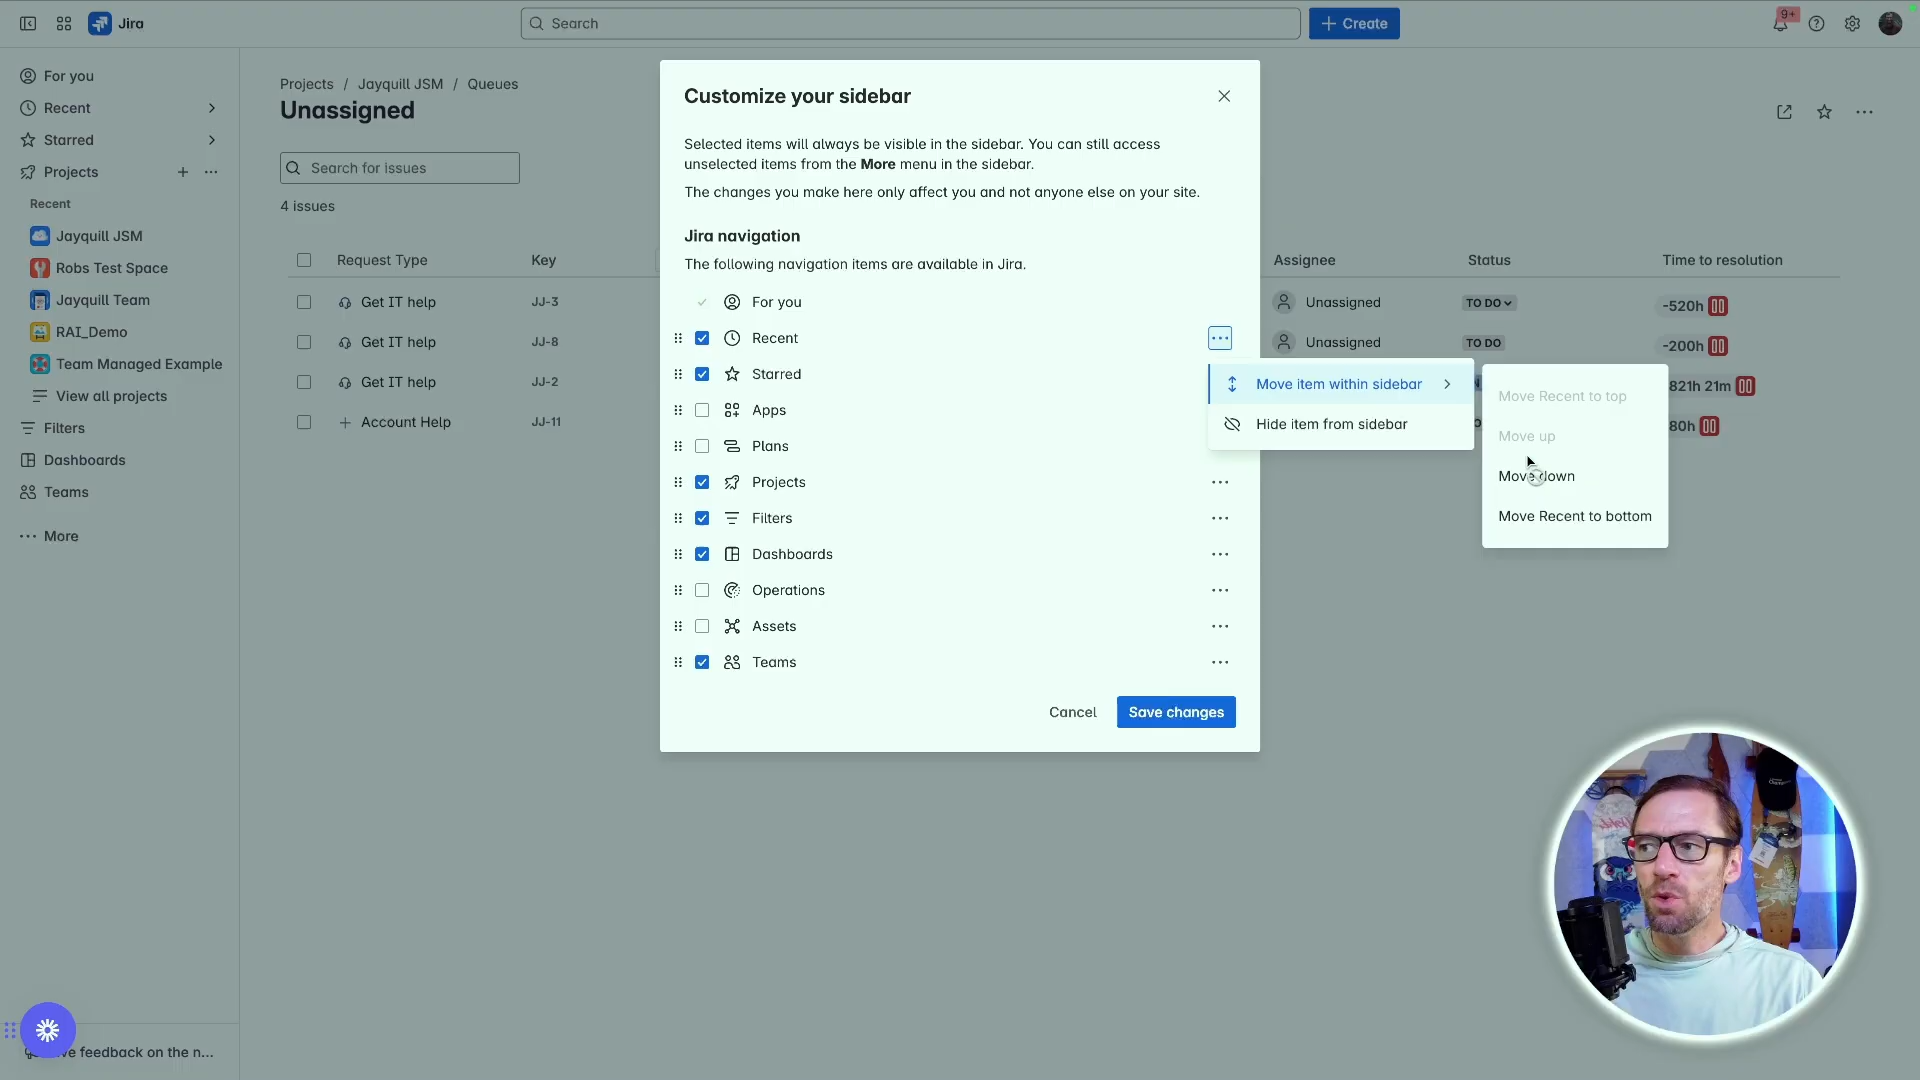 Jira
Search
Create
9+
For you
Recent
Starred
Projects
Recent
Jayquill JSM
Robs Test Space
Jayquill Team
RAI_Demo
Team Managed Example
View all projects
Filters
Dashboards
Teams
More
Projects / Jayquill JSM / Queues
Unassigned
Search for issues
4 issues
Request Type Key Assignee Status Time to resolution
Get IT help JJ-3 Unassigned TO DO -520h
Get IT help JJ-8 Unassigned TO DO -200h
Get IT help JJ-2 821h 21m
Account Help JJ-11 80h
Customize your sidebar
Selected items will always be visible in the sidebar. You can still access
unselected items from the More menu in the sidebar.
The changes you make here only affect you and not anyone else on your site.
Jira navigation
The following navigation items are available in Jira.
For you
Recent
Starred
Apps
Plans
Projects
Filters
Dashboards
Operations
Assets
Teams
Cancel
Save changes
Move item within sidebar
Hide item from sidebar
Move Recent to top
Move up
Move down
Move Recent to bottom
feedback on the n...